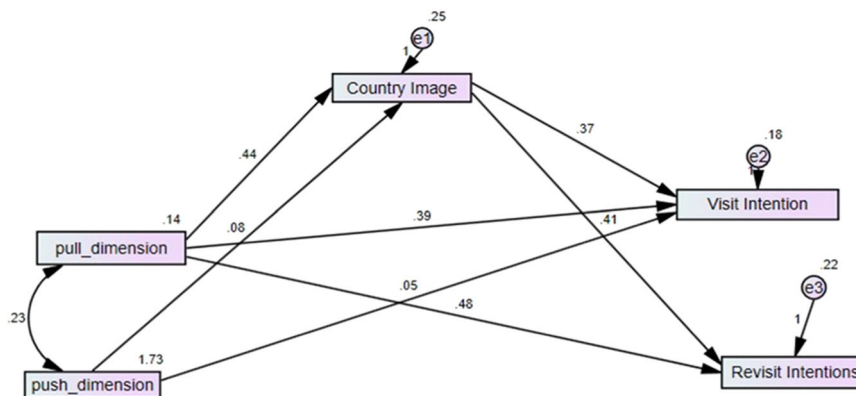 .25
e1
1
Country Image
.44
.37
.18
e2
1
Visit Intention
.14
.08
.39
.41
pull_dimension
.22
e3
.05
.48
.23
1
1.73
push_dimension
Revisit Intentions